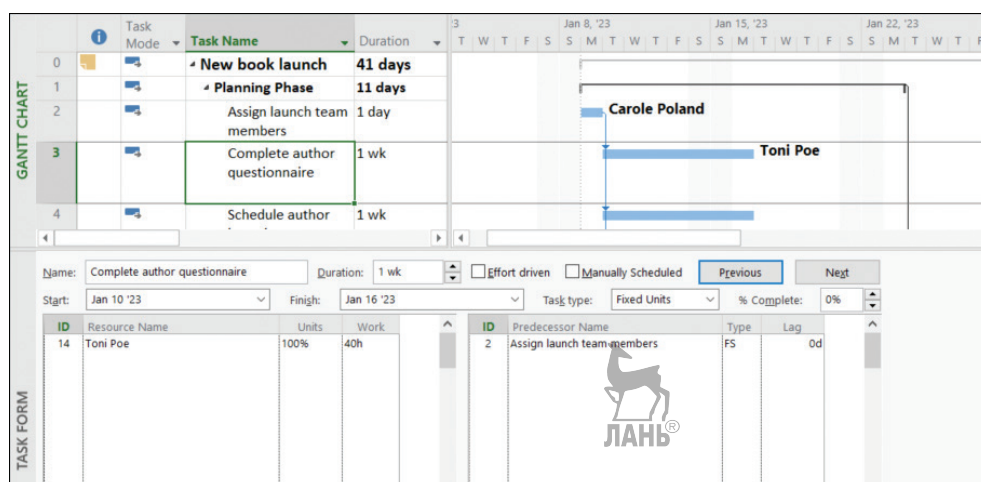 '23 Jan 8, '23 Jan 15, '23 Jan 22, '23
Task Mode Task Name Duration T W T F S S M T W T F S S M T W T F S S M T W T F
0 New book launch 41 days
1 Planning Phase 11 days
2 Assign launch team members 1 day Carole Poland
3 Complete author questionnaire 1 wk Toni Poe
4 Schedule author 1 wk
GANTT CHART
Name: Complete author questionnaire Duration: 1 wk Effort driven Manually Scheduled Previous Next
Start: Jan 10 '23 Finish: Jan 16 '23 Task type: Fixed Units % Complete: 0%
ID Resource Name Units Work ID Predecessor Name Type Lag
14 Toni Poe 100% 40h 2 Assign launch team members FS 0d
TASK FORM
ЛАНЬ®